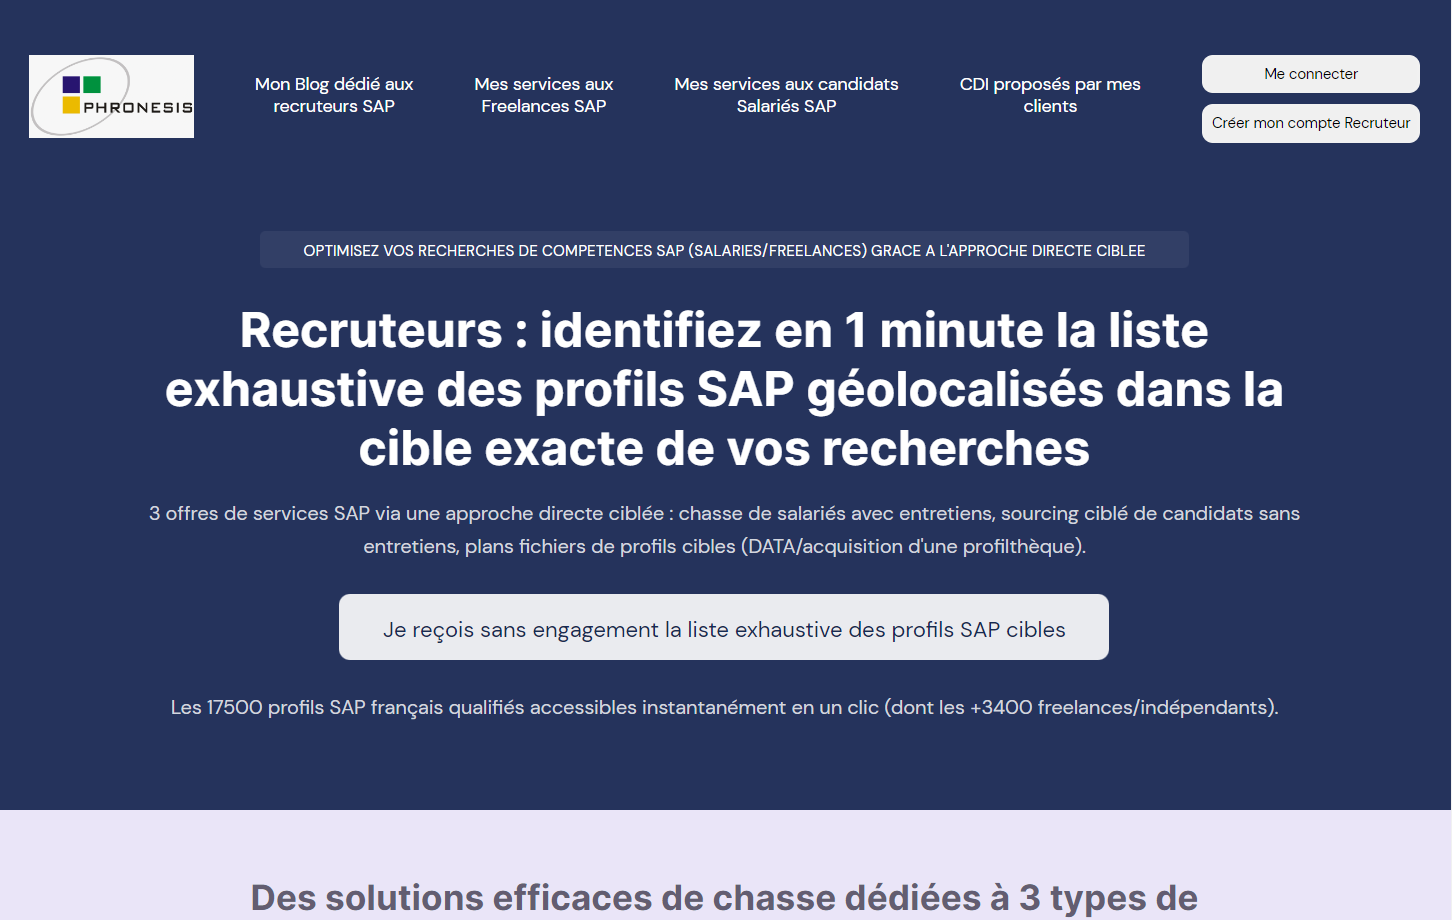 PHRONESIS
Mon Blog dédié aux
recruteurs SAP
Mes services aux
Freelances SAP
Mes services aux candidats
Salariés SAP
CDI proposés par mes
clients
Me connecter
Créer mon compte Recruteur
OPTIMISEZ VOS RECHERCHES DE COMPETENCES SAP (SALARIES/FREELANCES) GRACE A L'APPROCHE DIRECTE CIBLEE
Recruteurs : identifiez en 1 minute la liste
exhaustive des profils SAP géolocalisés dans la
cible exacte de vos recherches
3 offres de services SAP via une approche directe ciblée : chasse de salariés avec entretiens, sourcing ciblé de candidats sans
entretiens, plans fichiers de profils cibles (DATA/acquisition d'une profilthèque).
Je reçois sans engagement la liste exhaustive des profils SAP cibles
Les 17500 profils SAP français qualifiés accessibles instantanément en un clic (dont les +3400 freelances/indépendants).
Des solutions efficaces de chasse dédiées à 3 types de